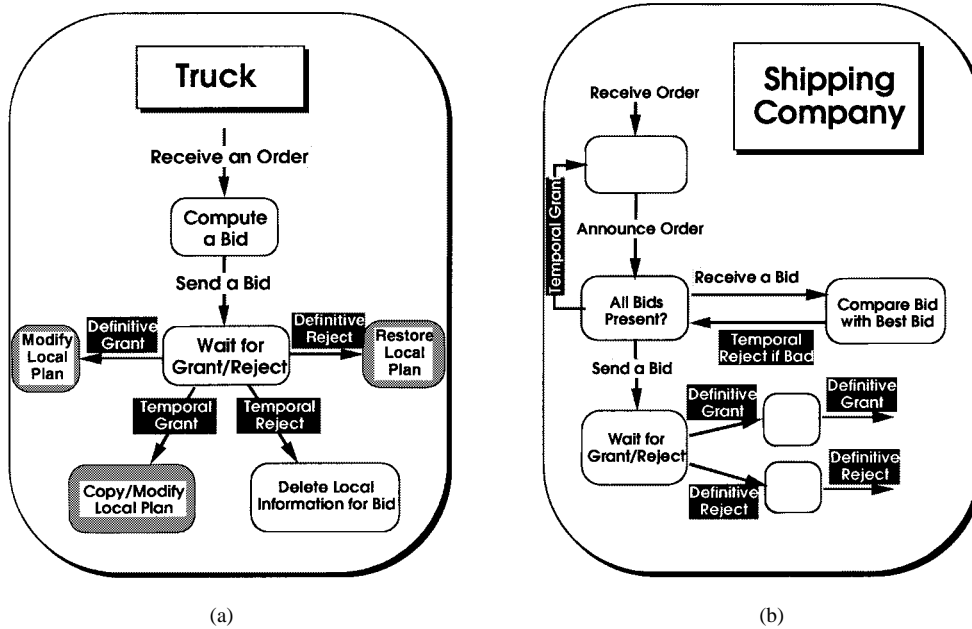 Truck
Receive an Order
Compute
a Bid
Send a Bid
Definitive
Grant
Definitive
Reject
Modify
Local
Plan
Wait for
Grant/Reject
Restore
Local
Plan
Temporal
Grant
Temporal
Reject
Copy/Modify
Local Plan
Delete Local
Information for Bid
(a)
Shipping
Company
Receive Order
Temporal Grant
Announce Order
All Bids
Present?
Receive a Bid
Compare Bid
with Best Bid
Temporal
Reject if Bad
Send a Bid
Wait for
Grant/Reject
Definitive
Grant
Definitive
Grant
Definitive
Reject
Definitive
Reject
(b)